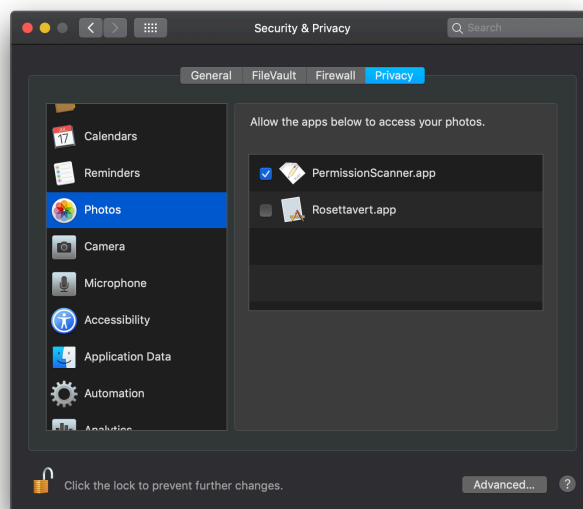 Security & Privacy
Search
General FileVault Firewall Privacy
Calendars
Reminders
Photos
Camera
Microphone
Accessibility
Application Data
Automation
Analytics
Allow the apps below to access your photos.
PermissionScanner.app
Rosettavert.app
Click the lock to prevent further changes.
Advanced...
?